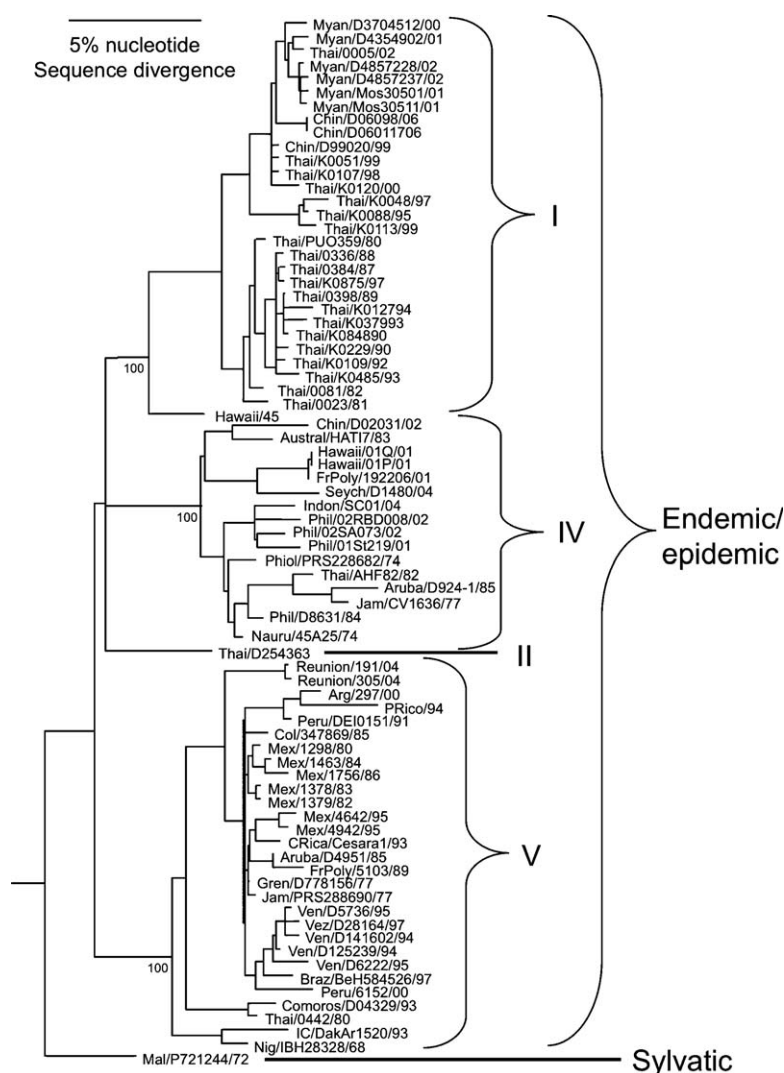 5% nucleotide
Sequence divergence
Myan/D3704512/00
Myan/D4354902/01
Thai/0005/02
Myan/D4857228/02
Myan/D4857237/02
Myan/Mos30501/01
Myan/Mos30511/01
Chin/D06098/06
Chin/D06011706
Chin/D99020/99
Thai/K0051/99
Thai/K0107/98
Thai/K0120/00
Thai/K0048/97
Thai/K0088/95
Thai/K0113/99
Thai/PUO359/80
Thai/0336/88
Thai/0384/87
Thai/K0875/97
Thai/0398/89
Thai/K012794
Thai/K037993
Thai/K084890
Thai/K0229/90
Thai/K0109/92
Thai/K0485/93
Thai/0081/82
Thai/0023/81
Hawaii/45
I
100
Chin/D02031/02
Austral/HATI7/83
Hawaii/01Q/01
Hawaii/01P/01
FrPoly/192206/01
Seych/D1480/04
Indon/SC01/04
Phil/02RBD008/02
Phil/02SA073/02
Phil/01St219/01
Phiol/PRS228682/74
Thai/AHF82/82
Aruba/D924-1/85
Jam/CV1636/77
Phil/D8631/84
Nauru/45A25/74
IV
100
Thai/D254363
II
Endemic/
epidemic
Reunion/191/04
Reunion/305/04
Arg/297/00
PRico/94
Peru/DEI0151/91
Col/347869/85
Mex/1298/80
Mex/1463/84
Mex/1756/86
Mex/1378/83
Mex/1379/82
Mex/4642/95
Mex/4942/95
CRica/Cesara1/93
Aruba/D4951/85
FrPoly/5103/89
Gren/D778156/77
Jam/PRS288690/77
Ven/D5736/95
Vez/D28164/97
Ven/D141602/94
Ven/D125239/94
Ven/D6222/95
Braz/BeH584526/97
Peru/6152/00
Comoros/D04329/93
Thai/0442/80
IC/DakAr1520/93
Nig/IBH28328/68
V
100
Mal/P721244/72
Sylvatic